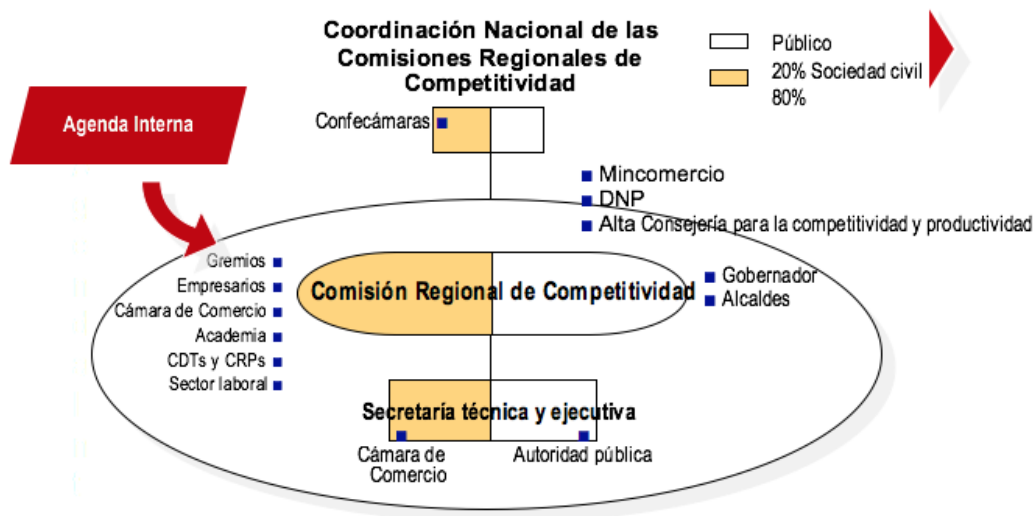 Coordinación Nacional de las
Comisiones Regionales de
Competitividad
Público
20% Sociedad civil
80%
Agenda Interna
Confecámaras
Mincomercio
DNP
Alta Consejería para la competitividad y productividad
Gremios
Empresarios
Cámara de Comercio
Academia
CDTs y CRPs
Sector laboral
Comisión Regional de Competitividad
Gobernador
Alcaldes
Secretaría técnica y ejecutiva
Cámara de
Comercio
Autoridad pública